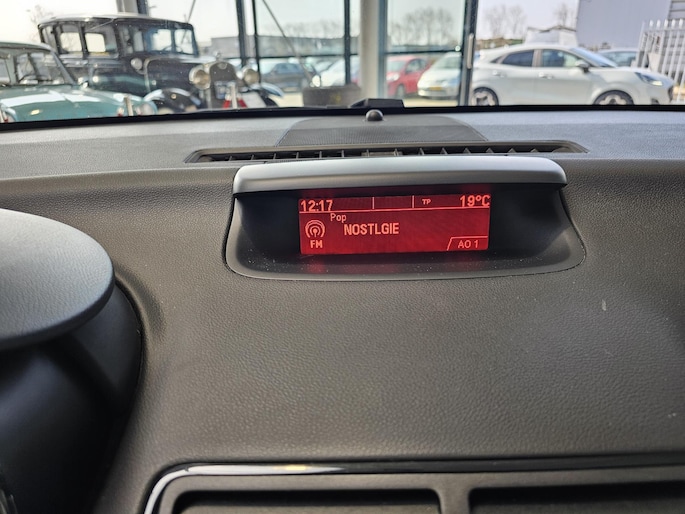 12:17 TP 19°C
Pop
NOSTLGIE
FM AO 1